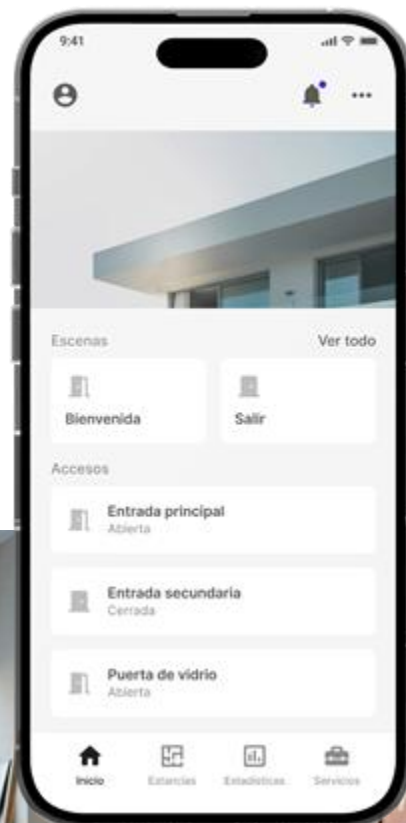 9:41
Escenas Ver todo
Bienvenida Salir
Accesos
Entrada principal
Abierta
Entrada secundaria
Cerrada
Puerta de vidrio
Abierta
Inicio Estancias Estadísticas Servicios